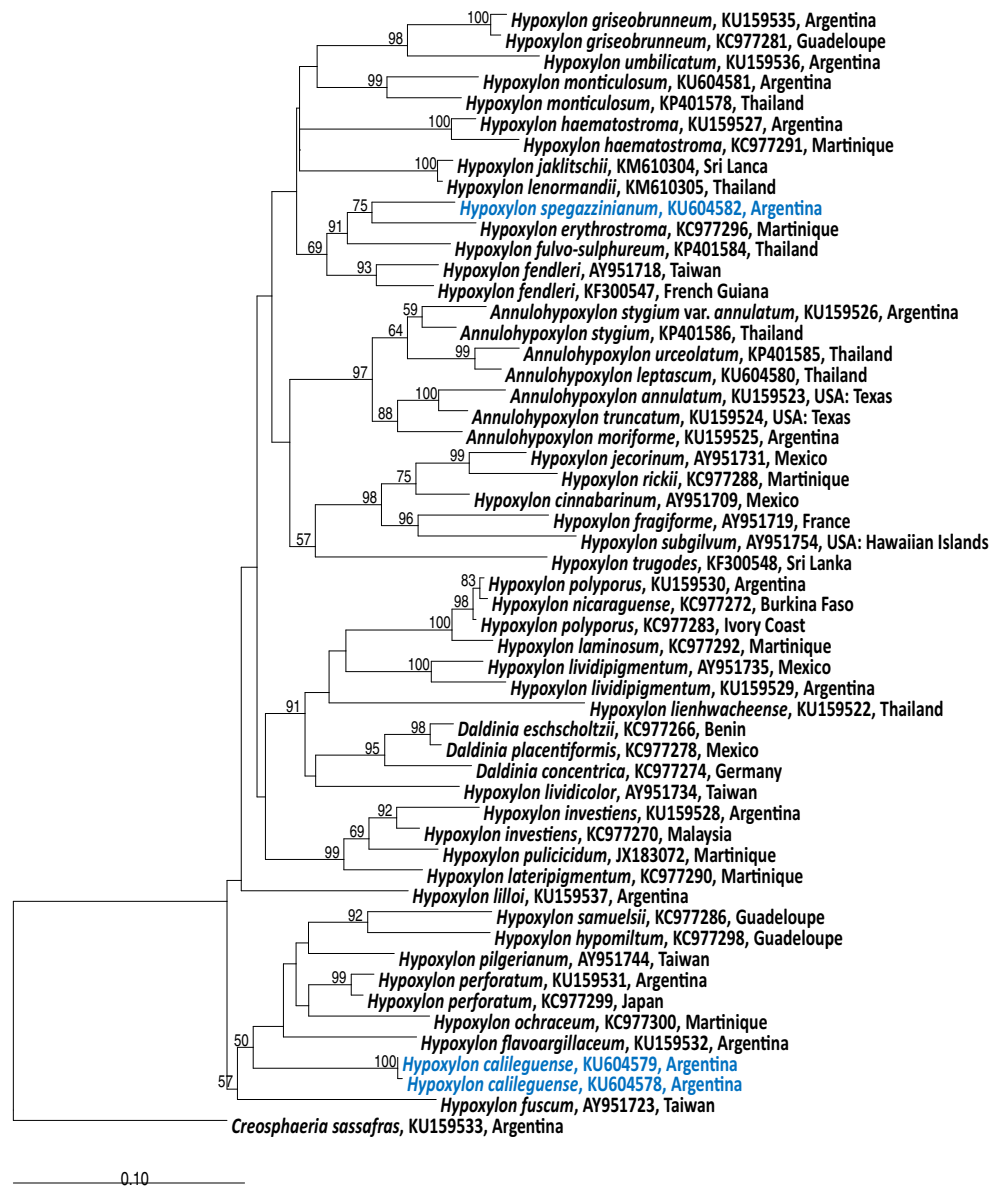 100
Hypoxylon griseobrunneum, KU159535, Argentina
98
Hypoxylon griseobrunneum, KC977281, Guadeloupe
Hypoxylon umbilicatum, KU159536, Argentina
99
Hypoxylon monticulosum, KU604581, Argentina
Hypoxylon monticulosum, KP401578, Thailand
100
Hypoxylon haematostroma, KU159527, Argentina
Hypoxylon haematostroma, KC977291, Martinique
100
Hypoxylon jaklitschii, KM610304, Sri Lanca
Hypoxylon lenormandii, KM610305, Thailand
75
Hypoxylon spegazzinianum, KU604582, Argentina
91
Hypoxylon erythrostroma, KC977296, Martinique
69
Hypoxylon fulvo-sulphureum, KP401584, Thailand
93
Hypoxylon fendleri, AY951718, Taiwan
Hypoxylon fendleri, KF300547, French Guiana
59
Annulohypoxylon stygium var. annulatum, KU159526, Argentina
64
Annulohypoxylon stygium, KP401586, Thailand
99
Annulohypoxylon urceolatum, KP401585, Thailand
97
Annulohypoxylon leptascum, KU604580, Thailand
100
Annulohypoxylon annulatum, KU159523, USA: Texas
88
Annulohypoxylon truncatum, KU159524, USA: Texas
Annulohypoxylon moriforme, KU159525, Argentina
99
Hypoxylon jecorinum, AY951731, Mexico
75
Hypoxylon rickii, KC977288, Martinique
98
Hypoxylon cinnabarinum, AY951709, Mexico
96
Hypoxylon fragiforme, AY951719, France
57
Hypoxylon subgilvum, AY951754, USA: Hawaiian Islands
Hypoxylon trugodes, KF300548, Sri Lanka
83
Hypoxylon polyporus, KU159530, Argentina
98
Hypoxylon nicaraguense, KC977272, Burkina Faso
100
Hypoxylon polyporus, KC977283, Ivory Coast
Hypoxylon laminosum, KC977292, Martinique
100
Hypoxylon lividipigmentum, AY951735, Mexico
Hypoxylon lividipigmentum, KU159529, Argentina
91
Hypoxylon lienhwacheense, KU159522, Thailand
98
Daldinia eschscholtzii, KC977266, Benin
95
Daldinia placentiformis, KC977278, Mexico
Daldinia concentrica, KC977274, Germany
Hypoxylon lividicolor, AY951734, Taiwan
92
Hypoxylon investiens, KU159528, Argentina
69
Hypoxylon investiens, KC977270, Malaysia
99
Hypoxylon pulicicidum, JX183072, Martinique
Hypoxylon lateripigmentum, KC977290, Martinique
Hypoxylon lilloi, KU159537, Argentina
92
Hypoxylon samuelsii, KC977286, Guadeloupe
Hypoxylon hypomiltum, KC977298, Guadeloupe
Hypoxylon pilgerianum, AY951744, Taiwan
99
Hypoxylon perforatum, KU159531, Argentina
Hypoxylon perforatum, KC977299, Japan
Hypoxylon ochraceum, KC977300, Martinique
50
Hypoxylon flavoargillaceum, KU159532, Argentina
100
Hypoxylon calileguense, KU604579, Argentina
57
Hypoxylon calileguense, KU604578, Argentina
Hypoxylon fuscum, AY951723, Taiwan
Creosphaeria sassafras, KU159533, Argentina
0.10